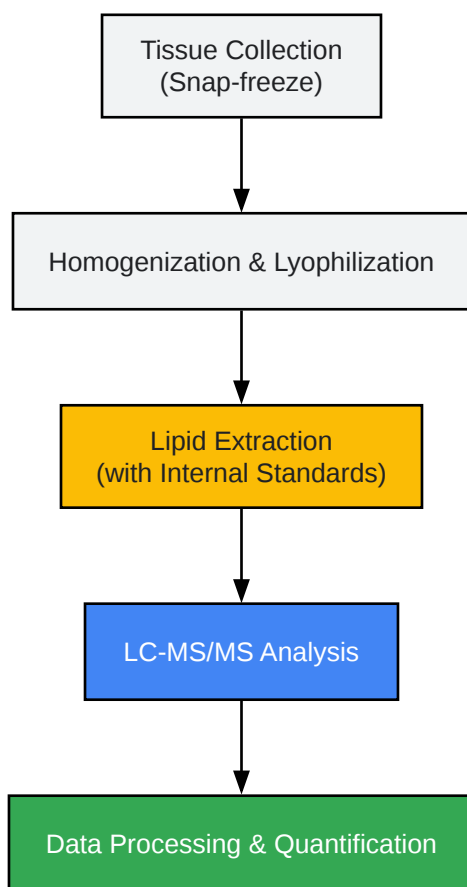 Tissue Collection
(Snap-freeze)
Homogenization & Lyophilization
Lipid Extraction
(with Internal Standards)
LC-MS/MS Analysis
Data Processing & Quantification